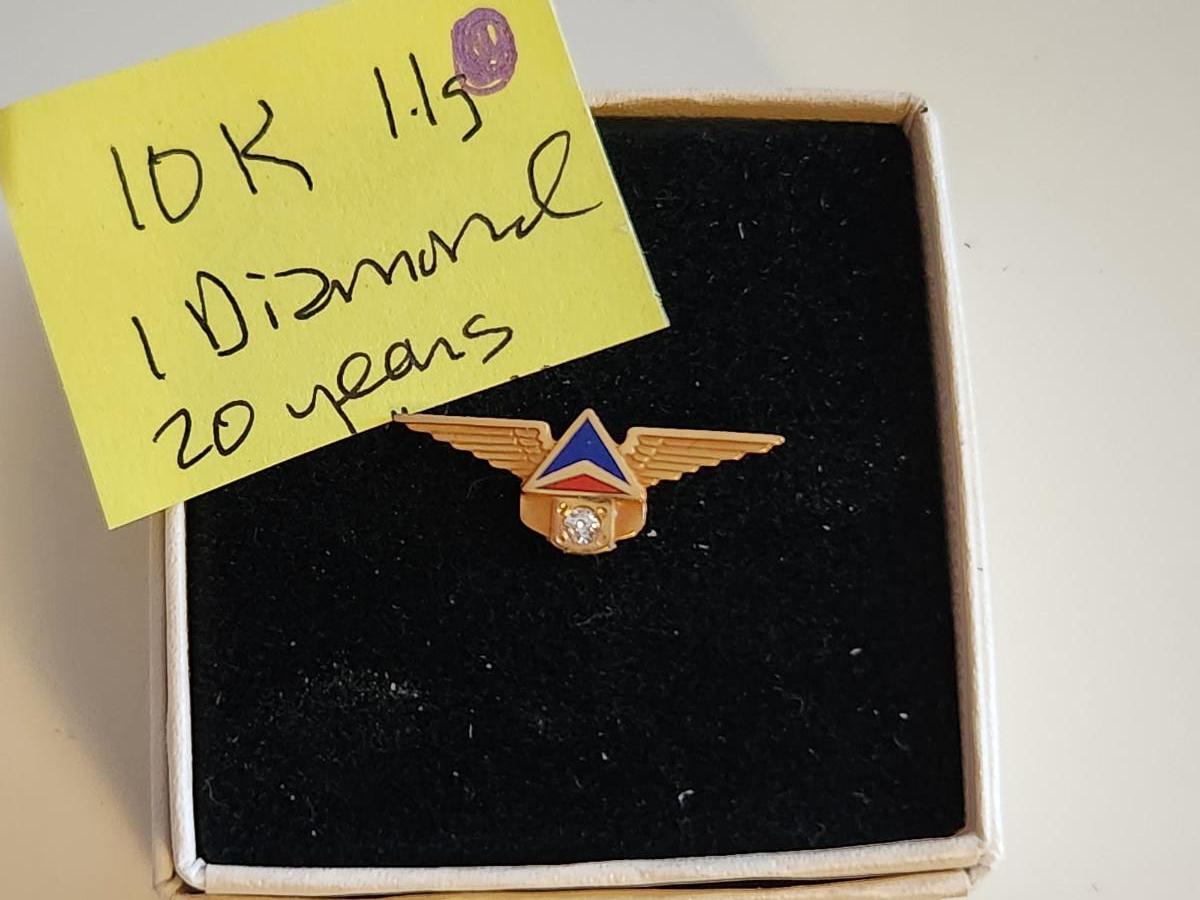 10K 1.1g
1 Diamond
20 years